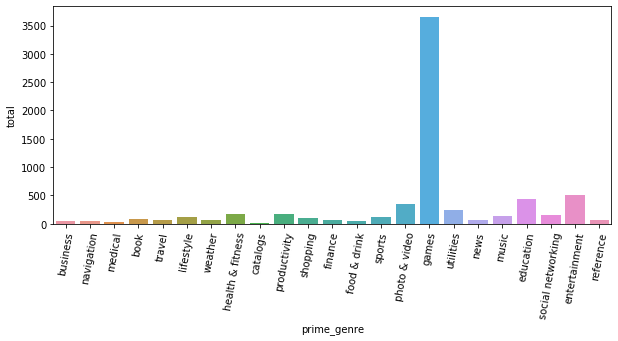 3500
3000
2500
2000
1500
1000
500
0
total
business
navigation
medical
book
travel
lifestyle
weather
health & fitness
catalogs
productivity
shopping
finance
food & drink
sports
photo & video
games
utilities
news
music
education
social networking
entertainment
reference
prime_genre